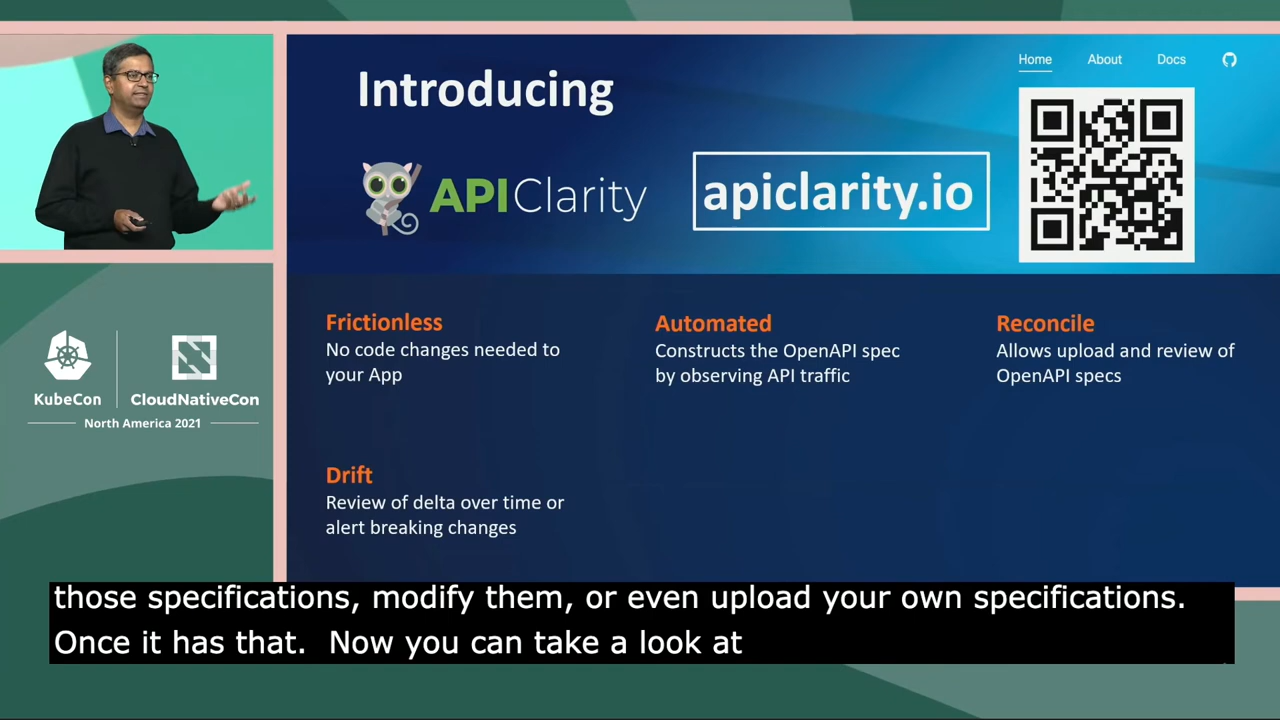 Home About Docs
Introducing
APIClarity
apiclarity.io
Frictionless
No code changes needed to
your App
Automated
Constructs the OpenAPI spec
by observing API traffic
Reconcile
Allows upload and review of
OpenAPI specs
Drift
Review of delta over time or
alert breaking changes
KubeCon CloudNativeCon
North America 2021
those specifications, modify them, or even upload your own specifications.
Once it has that. Now you can take a look at